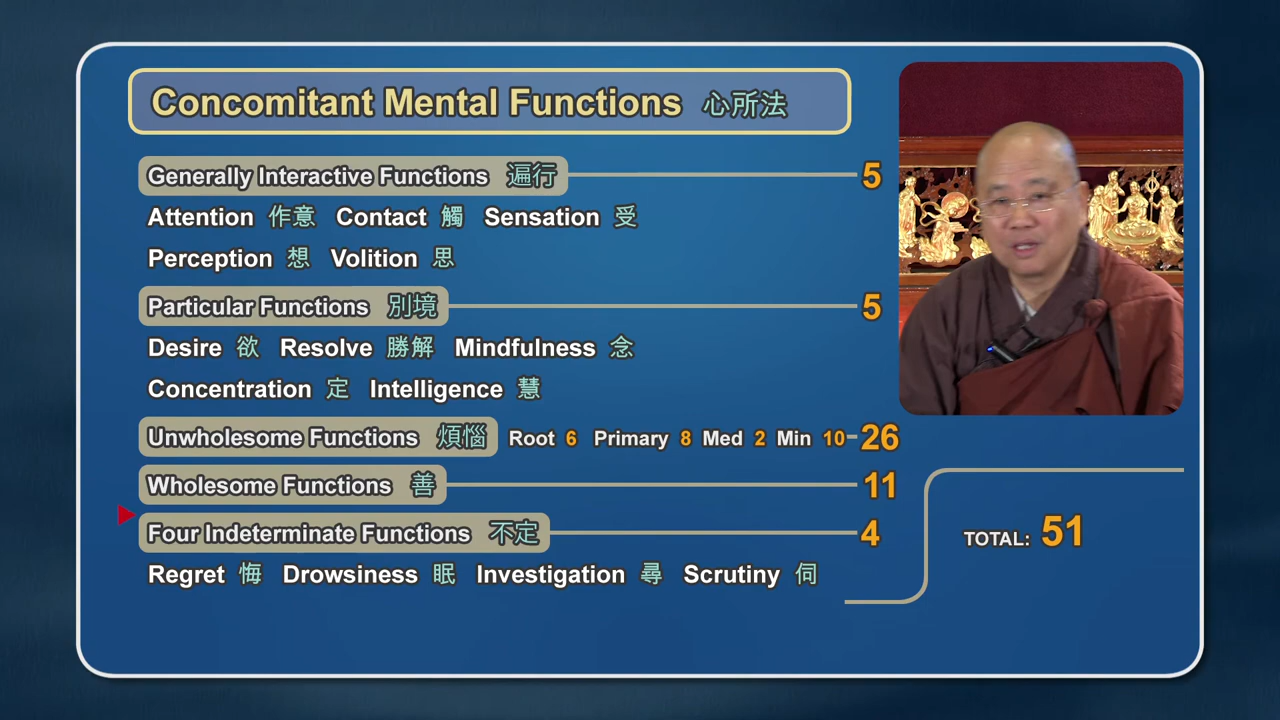 Concomitant Mental Functions 心所法
Generally Interactive Functions 遍行 5
Attention 作意 Contact 觸 Sensation 受
Perception 想 Volition 思
Particular Functions 別境 5
Desire 欲 Resolve 勝解 Mindfulness 念
Concentration 定 Intelligence 慧
Unwholesome Functions 煩惱 Root 6 Primary 8 Med 2 Min 10 26
Wholesome Functions 善 11
Four Indeterminate Functions 不定 4
Regret 悔 Drowsiness 眠 Investigation 尋 Scrutiny 伺
TOTAL: 51